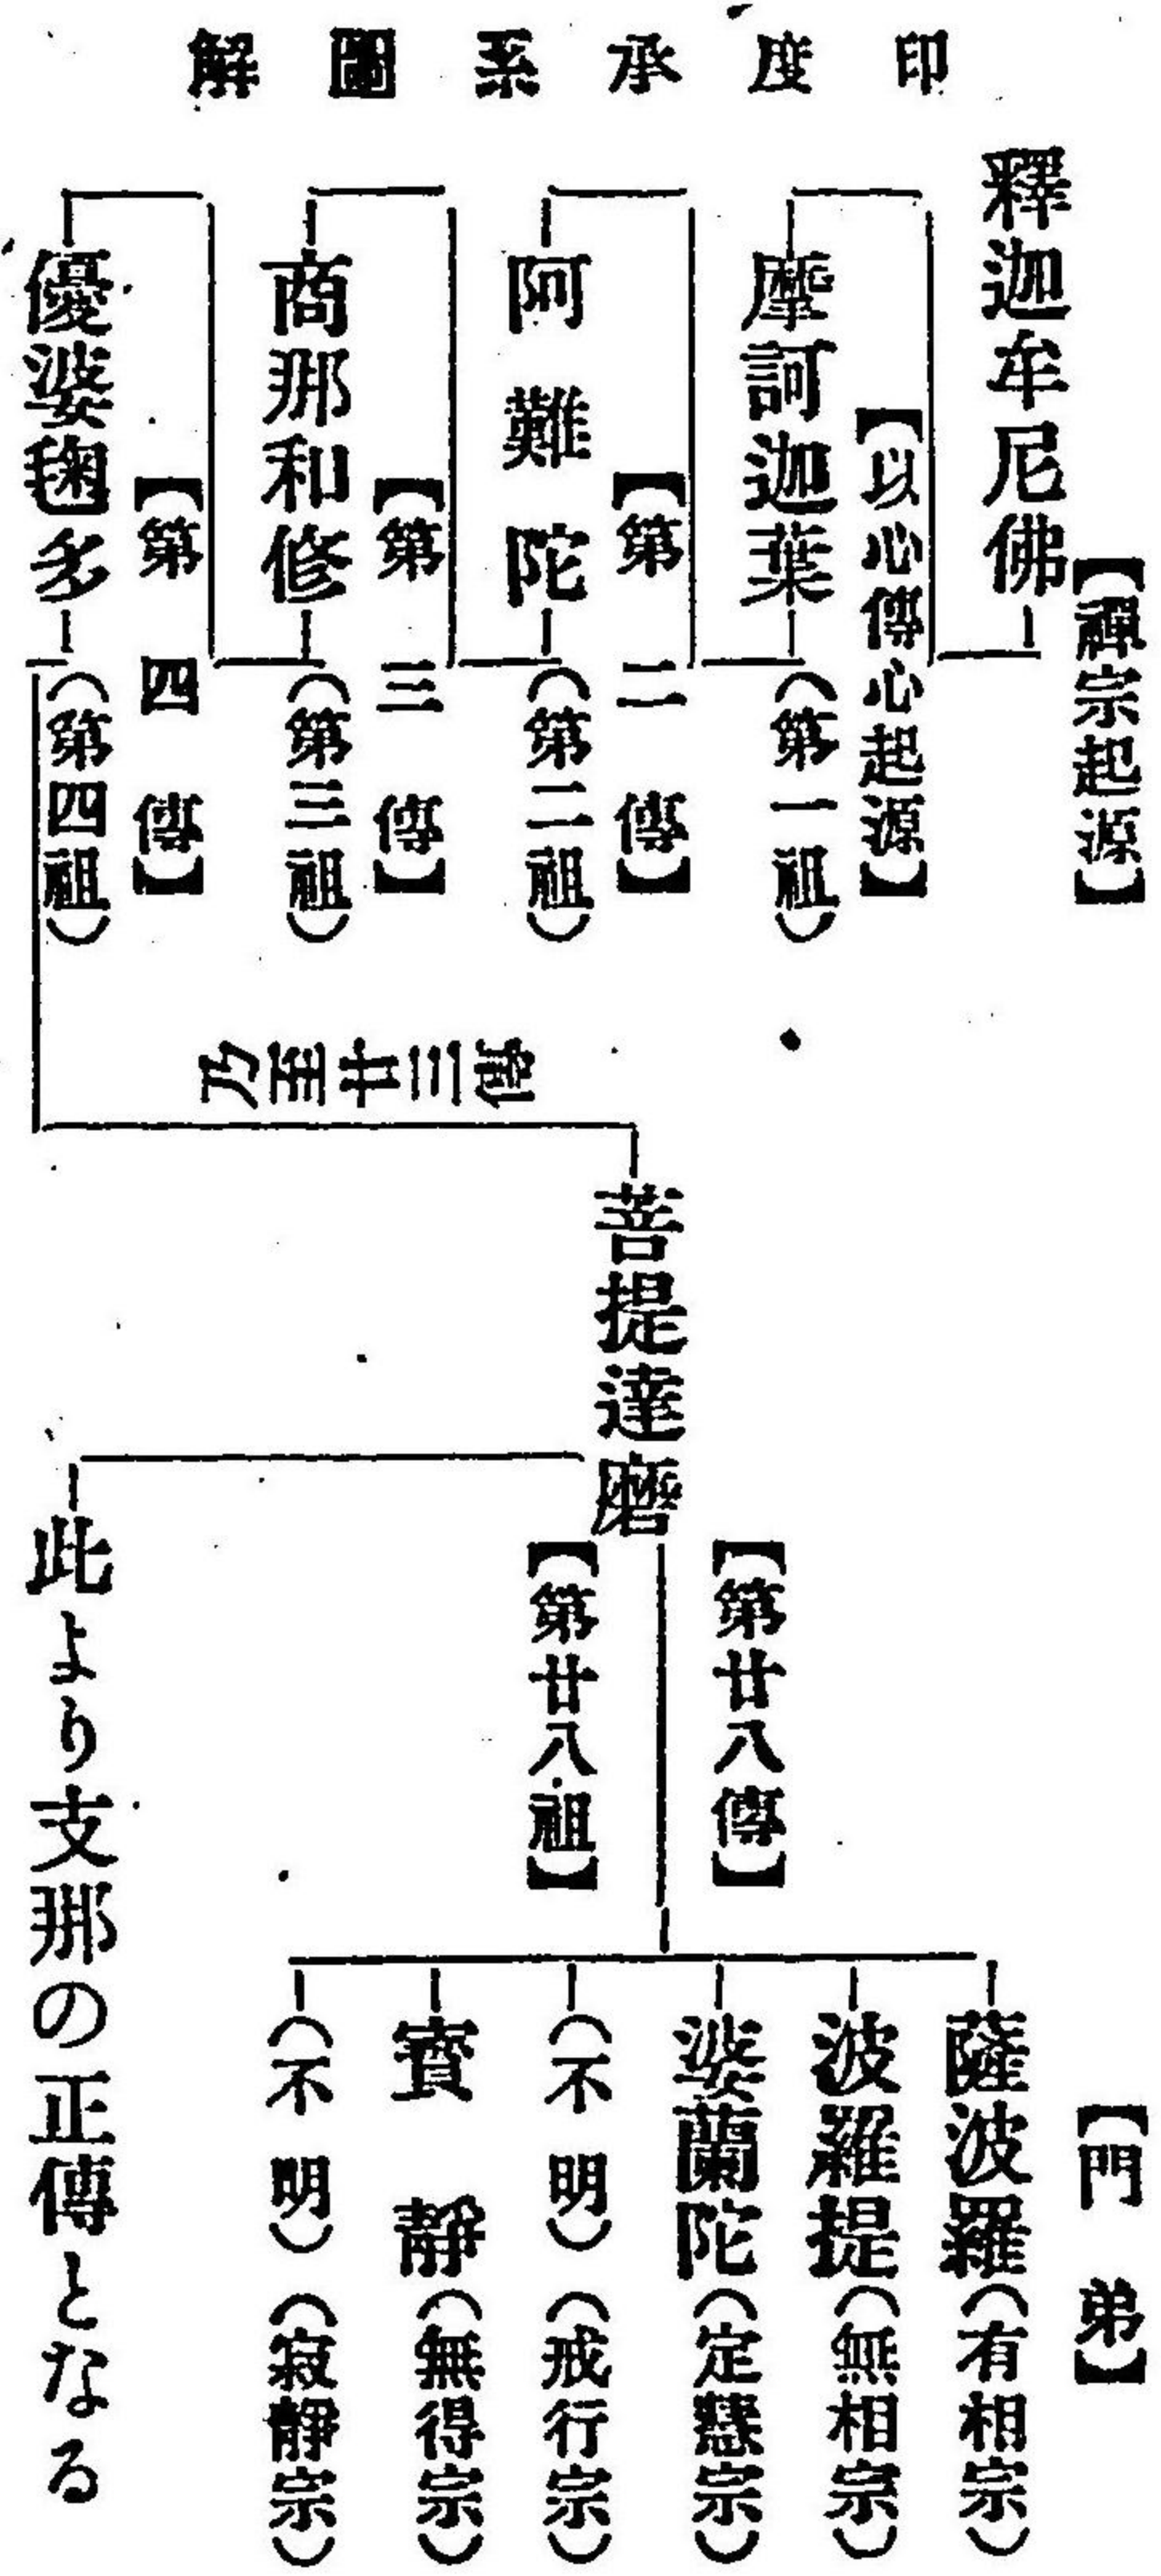 印度承系圖解
釋迦牟尼佛
【禪宗起源】
【以心傳心起源】
摩訶迦葉
（第一祖）
【第二傳】
阿難陀
（第二祖）
【第三傳】
商那和修
（第三祖）
【第四傳】
優婆毱多
（第四祖）
乃至廿三傳
菩提達磨
【第廿八傳】
【第廿八祖】
【門弟】
薩波羅（有相宗）
波羅提（無相宗）
婆蘭陀（定慧宗）
（不明）（戒行宗）
寶靜（無得宗）
（不明）（寂靜宗）
此より支那の正傳となる